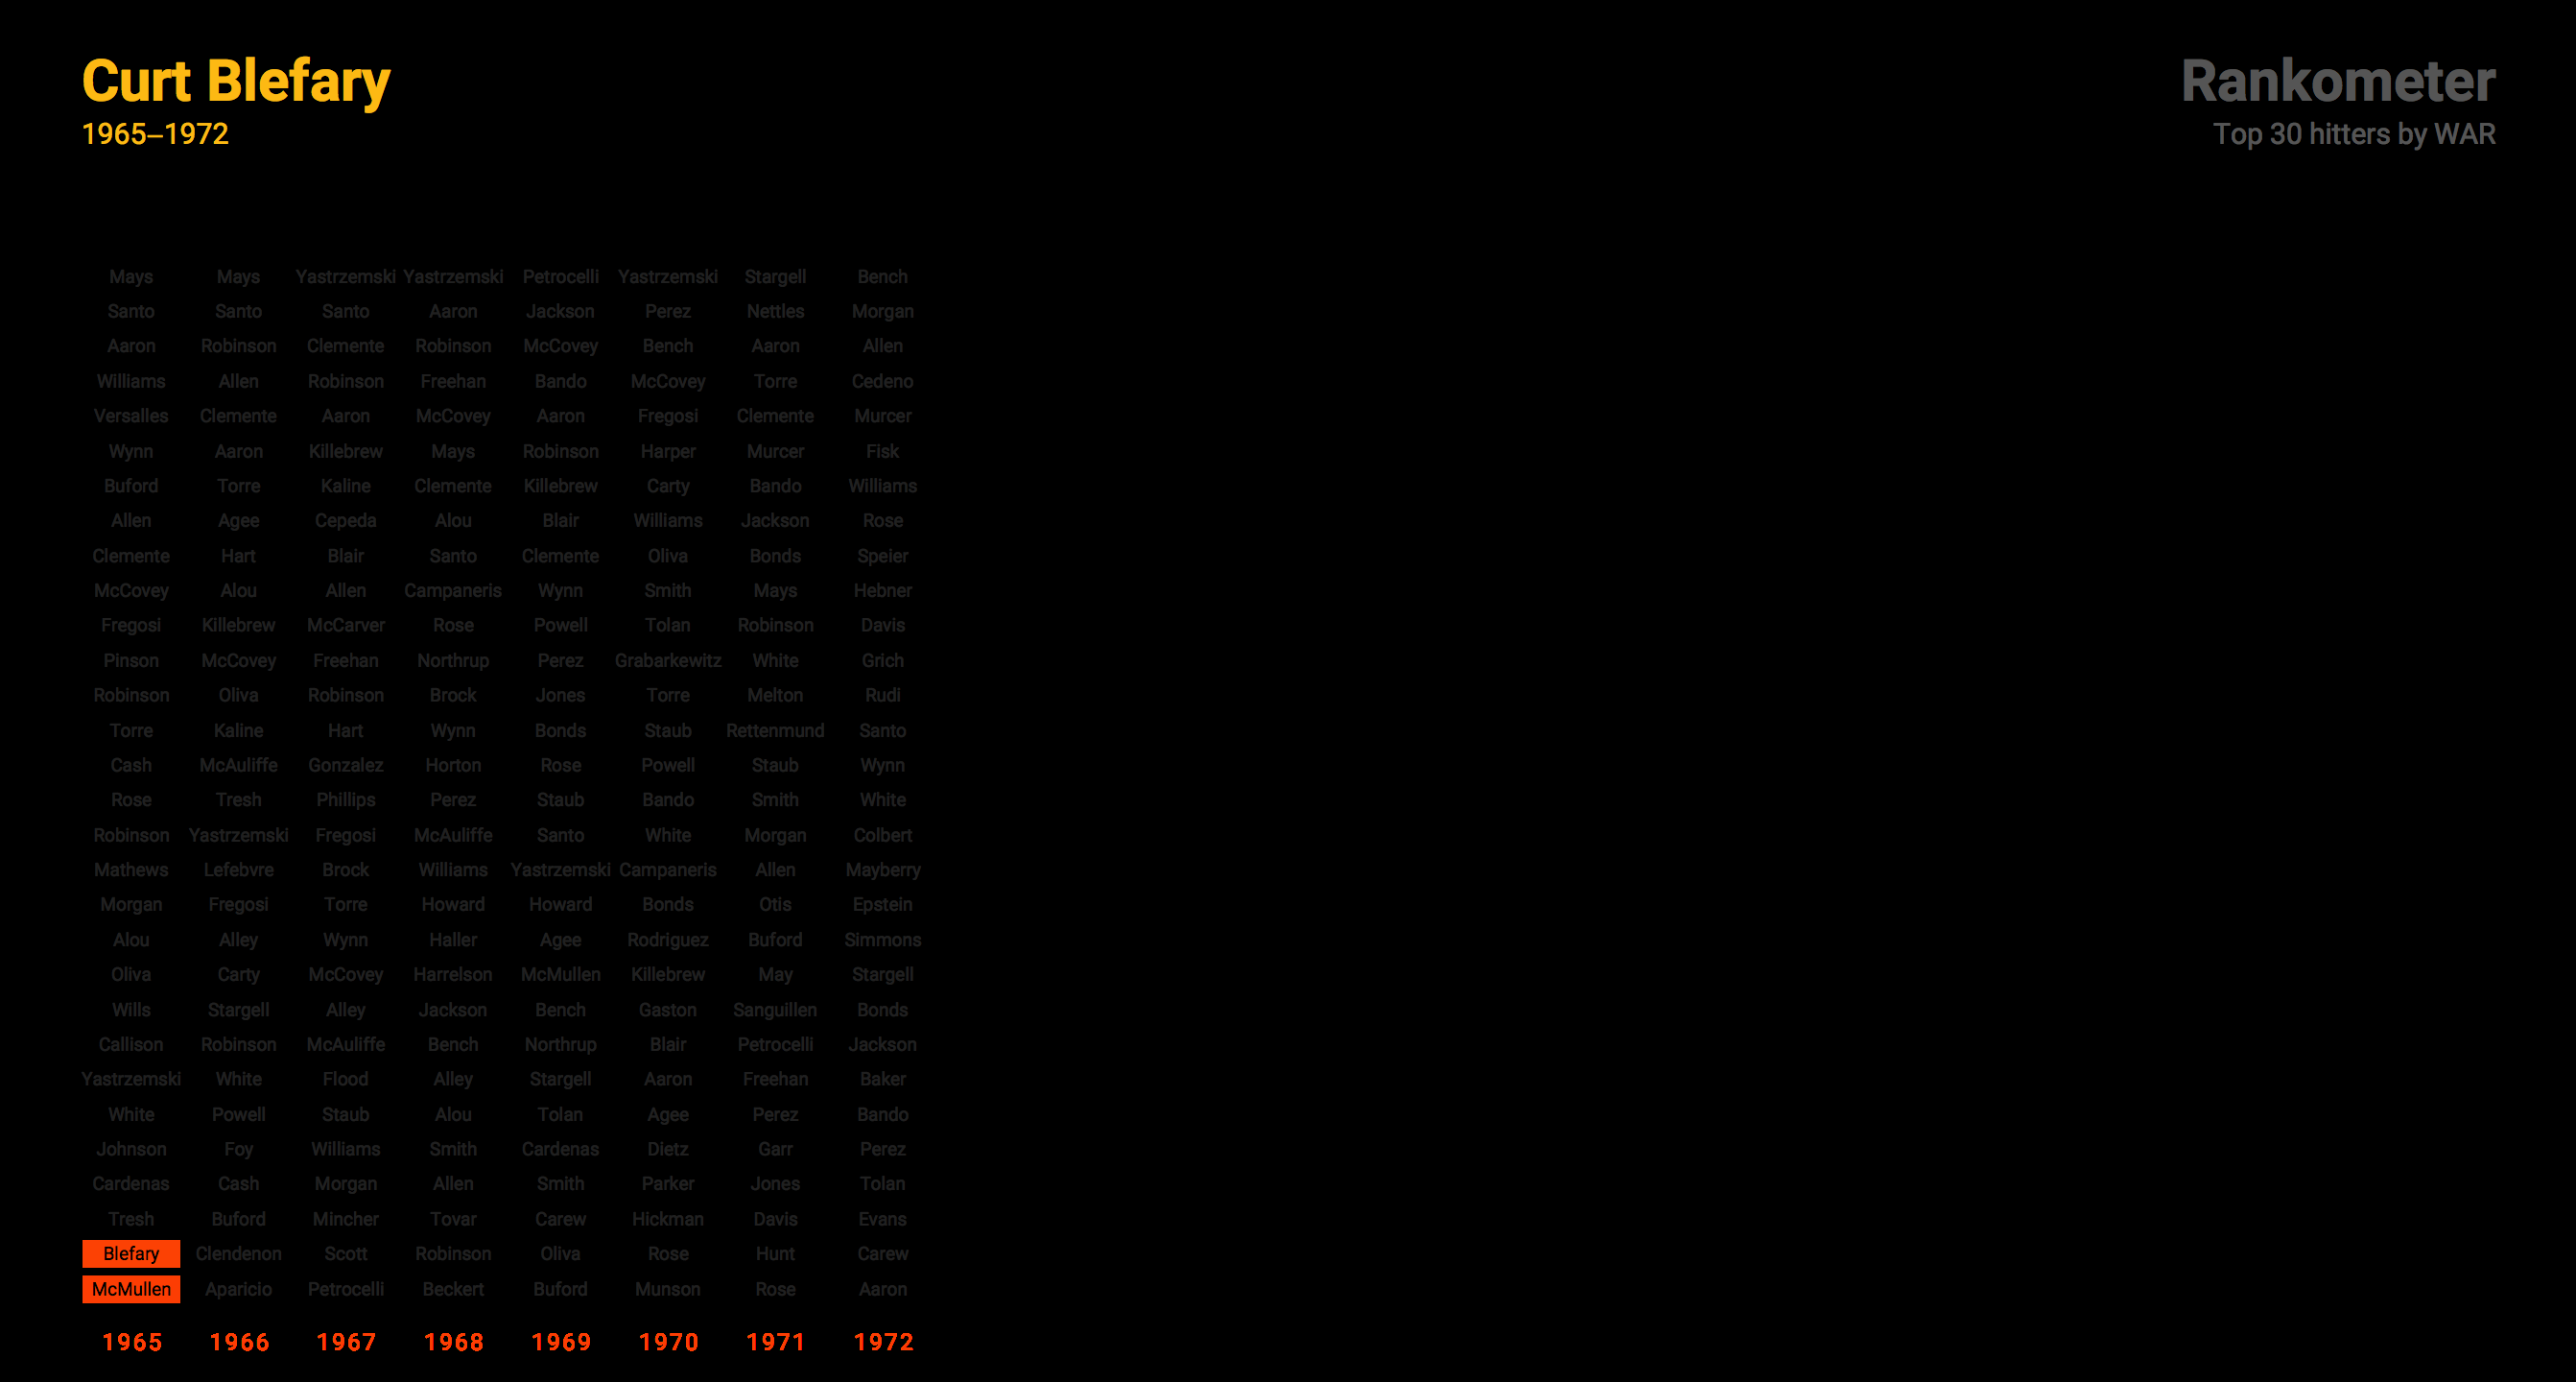 Curt Blefary
1965–1972
Rankometer
Top 30 hitters by WAR
Mays Mays Yastrzemski Yastrzemski Petrocelli Yastrzemski Stargell Bench
Santo Santo Santo Aaron Jackson Perez Nettles Morgan
Aaron Robinson Clemente Robinson McCovey Bench Aaron Allen
Williams Allen Robinson Freehan Bando McCovey Torre Cedeno
Versalles Clemente Aaron McCovey Aaron Fregosi Clemente Murcer
Wynn Aaron Killebrew Mays Robinson Harper Murcer Fisk
Buford Torre Kaline Clemente Killebrew Carty Bando Williams
Allen Agee Cepeda Alou Blair Williams Jackson Rose
Clemente Hart Blair Santo Clemente Oliva Bonds Speier
McCovey Alou Allen Campaneris Wynn Smith Mays Hebner
Fregosi Killebrew McCarver Rose Powell Tolan Robinson Davis
Pinson McCovey Freehan Northrup Perez Grabarkewitz White Grich
Robinson Oliva Robinson Brock Jones Torre Melton Rudi
Torre Kaline Hart Wynn Bonds Staub Rettenmund Santo
Cash McAuliffe Gonzalez Horton Rose Powell Staub Wynn
Rose Tresh Phillips Perez Staub Bando Smith White
Robinson Yastrzemski Fregosi McAuliffe Santo White Morgan Colbert
Mathews Lefebvre Brock Williams Yastrzemski Campaneris Allen Mayberry
Morgan Fregosi Torre Howard Howard Bonds Otis Epstein
Alou Alley Wynn Haller Agee Rodriguez Buford Simmons
Oliva Carty McCovey Harrelson McMullen Killebrew May Stargell
Wills Stargell Alley Jackson Bench Gaston Sanguillen Bonds
Callison Robinson McAuliffe Bench Northrup Blair Petrocelli Jackson
Yastrzemski White Flood Alley Stargell Aaron Freehan Baker
White Powell Staub Alou Tolan Agee Perez Bando
Johnson Foy Williams Smith Cardenas Dietz Garr Perez
Cardenas Cash Morgan Allen Smith Parker Jones Tolan
Tresh Buford Mincher Tovar Carew Hickman Davis Evans
Blefary Clendenon Scott Robinson Oliva Rose Hunt Carew
McMullen Aparicio Petrocelli Beckert Buford Munson Rose Aaron
1965 1966 1967 1968 1969 1970 1971 1972